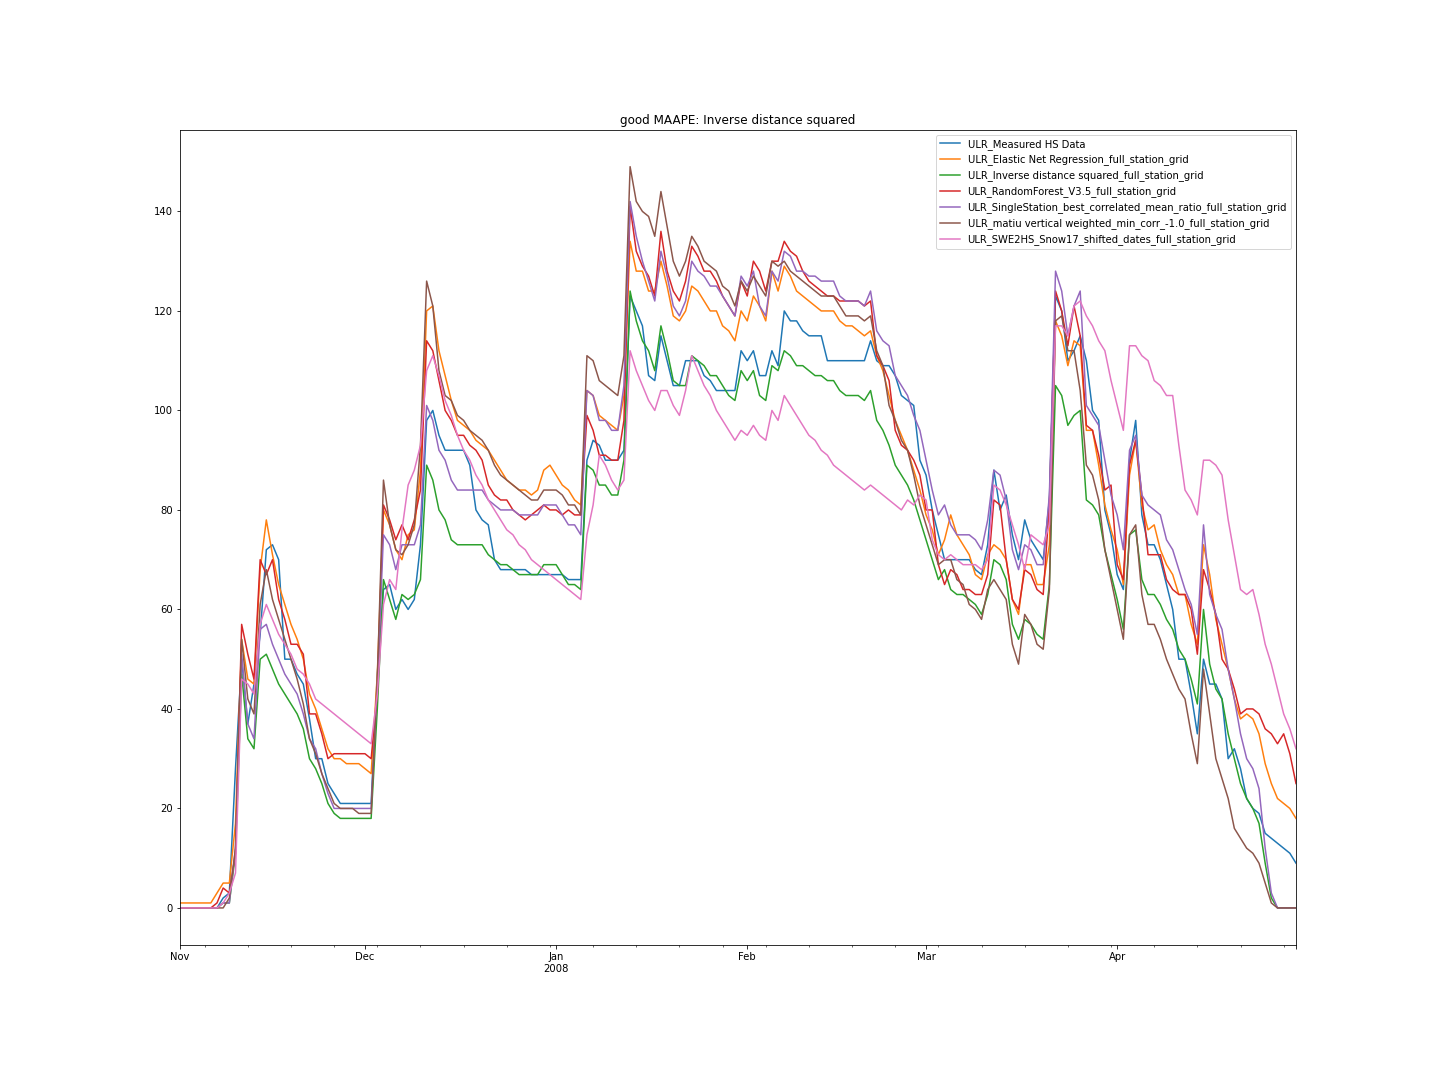 good MAAPE: Inverse distance squared
ULR_Measured HS Data
ULR_Elastic Net Regression_full_station_grid
ULR_Inverse distance squared_full_station_grid
ULR_RandomForest_V3.5_full_station_grid
ULR_SingleStation_best_correlated_mean_ratio_full_station_grid
ULR_matiu vertical weighted_min_corr_-1.0_full_station_grid
ULR_SWE2HS_Snow17_shifted_dates_full_station_grid
140
120
100
80
60
40
20
0
Nov Dec Jan Feb Mar Apr
2008